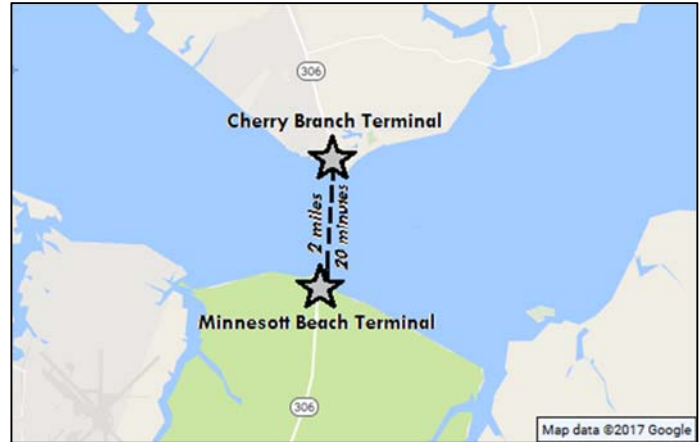 306
Cherry Branch Terminal
2 miles
20 minutes
Minnesott Beach Terminal
306
Map data ©2017 Google